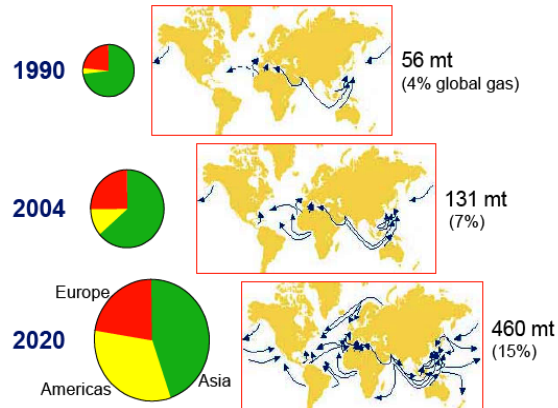 1990
56 mt
(4% global gas)
2004
131 mt
(7%)
2020
Europe
Americas
Asia
460 mt
(15%)